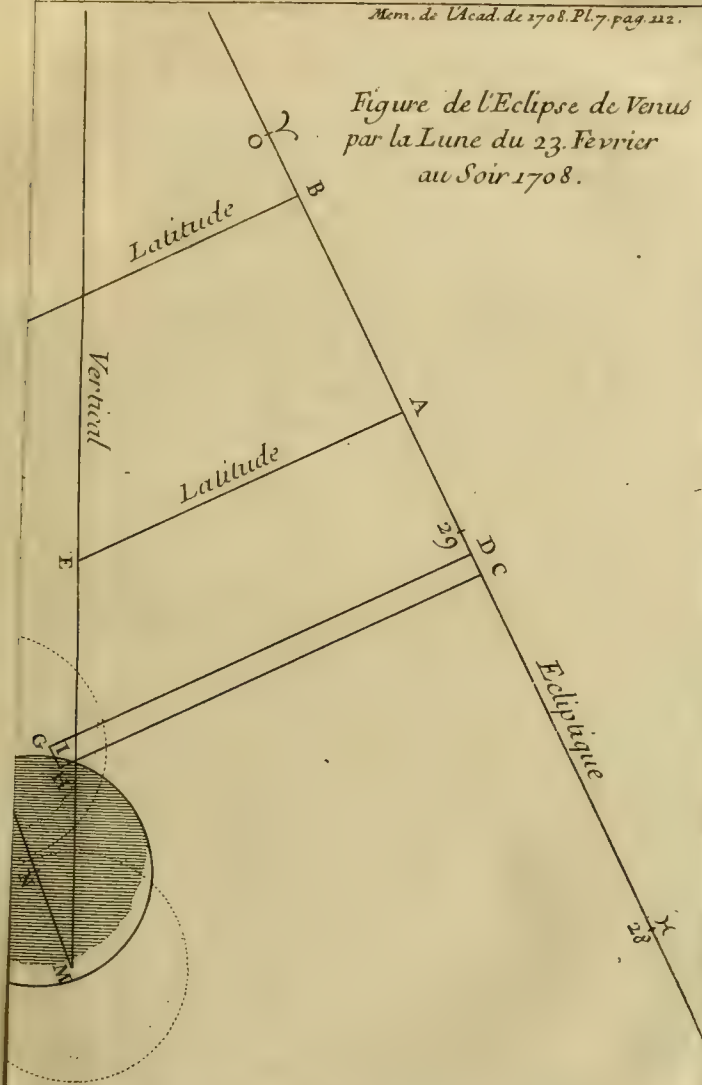 Mem. de l'Acad. de 1708. Pl. 7. pag. 112.
Figure de l'Eclipse de Venus
par la Lune du 23. Fevrier
au Soir 1708.
O ♈
B
Latitude
Vertical
A
Latitude
E
29
D C
Ecliptique
G
I
H
N
M
28 ♓